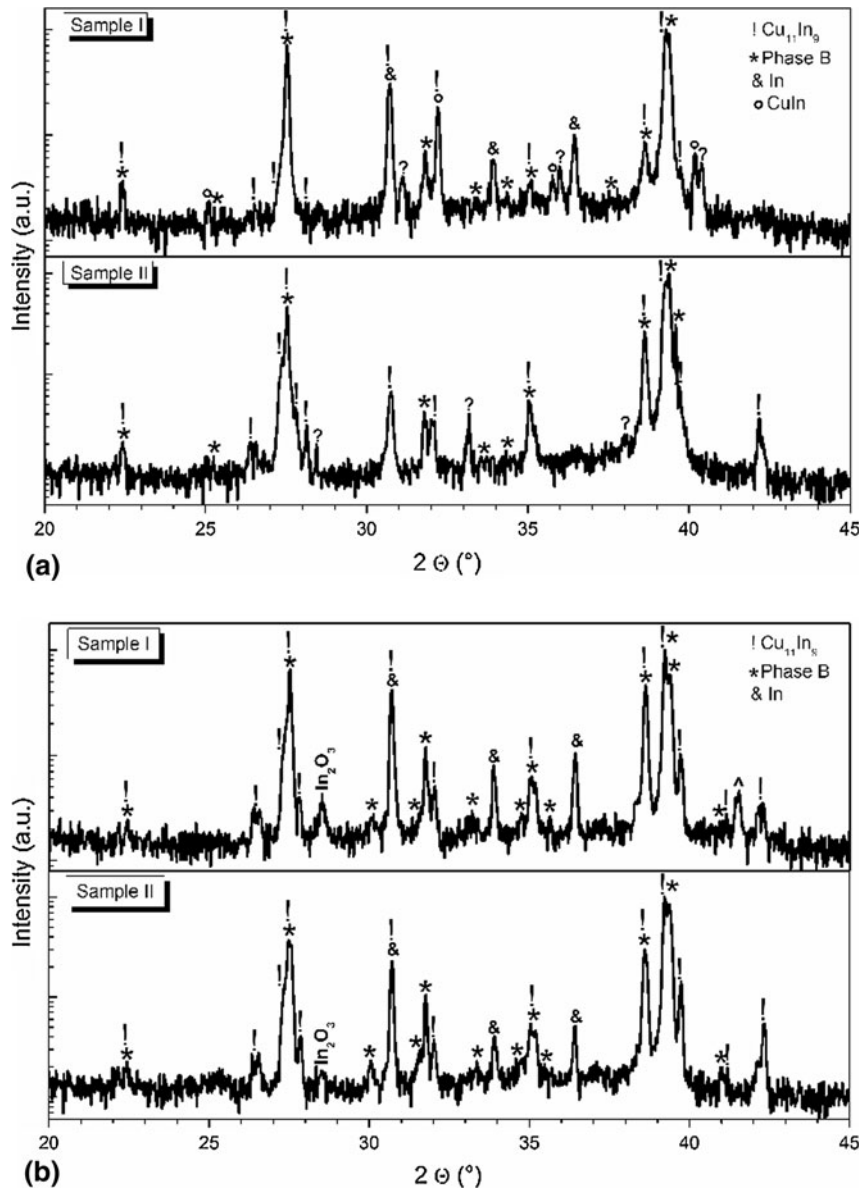 Sample I
! Cu₁₁In₉
* Phase B
& In
o CuIn
! * ! o * ! ! * ! ! & ? * ! o & * * ! * o ? & * ! * ! * ! o ?
Intensity (a.u.)
Sample II
! * * ! ! ! * ! ! ? ! * ! ? * * ! * ? ! * ! * * ! !
20 25 30 35 40 45
2 Θ (°)
(a)
Sample I
! Cu₁₁In₉
* Phase B
& In
! * ! ! ! * ! In₂O₃ * ! & * * ! * & * ! * * & ! * ! * * ! * ! ^ !
Intensity (a.u.)
Sample II
! * ! ! ! * ! In₂O₃ * ! & * * ! * & * ! * * & ! * ! * ! * ! !
20 25 30 35 40 45
2 Θ (°)
(b)